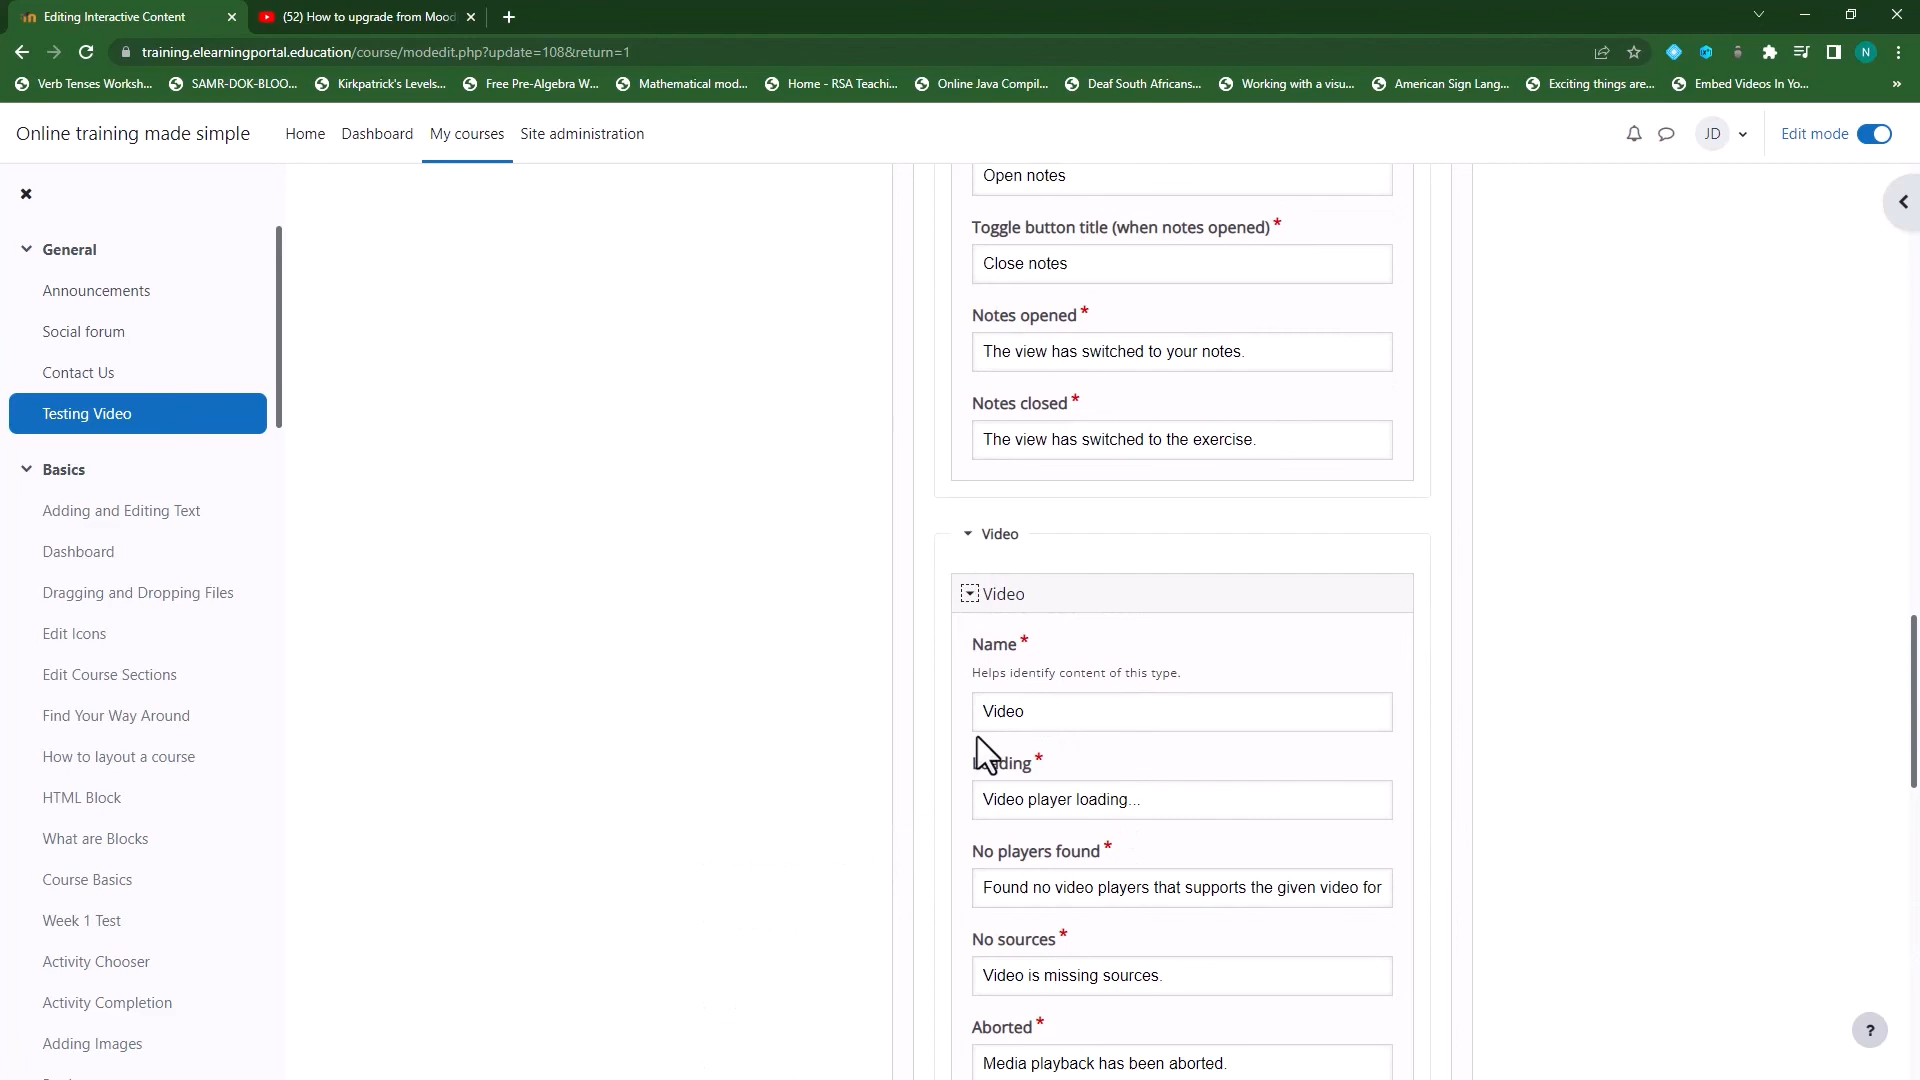 Editing Interactive Content
(52) How to upgrade from Mood
training.elearningportal.education/course/modedit.php?update=108&return=1
N
Verb Tenses Worksh...
SAMR-DOK-BLOO...
Kirkpatrick's Levels...
Free Pre-Algebra W...
Mathematical mod...
Home - RSA Teachi...
Online Java Compil...
Deaf South Africans...
Working with a visu...
American Sign Lang...
Exciting things are...
Embed Videos In Yo...
»
Online training made simple
Home
Dashboard
My courses
Site administration
JD
Edit mode
General
Announcements
Social forum
Contact Us
Testing Video
Basics
Adding and Editing Text
Dashboard
Dragging and Dropping Files
Edit Icons
Edit Course Sections
Find Your Way Around
How to layout a course
HTML Block
What are Blocks
Course Basics
Week 1 Test
Activity Chooser
Activity Completion
Adding Images
Open notes
Toggle button title (when notes opened) *
Close notes
Notes opened *
The view has switched to your notes.
Notes closed *
The view has switched to the exercise.
Video
Video
Name *
Helps identify content of this type.
Video
Loading *
Video player loading...
No players found *
Found no video players that supports the given video for
No sources *
Video is missing sources.
Aborted *
Media playback has been aborted.
?